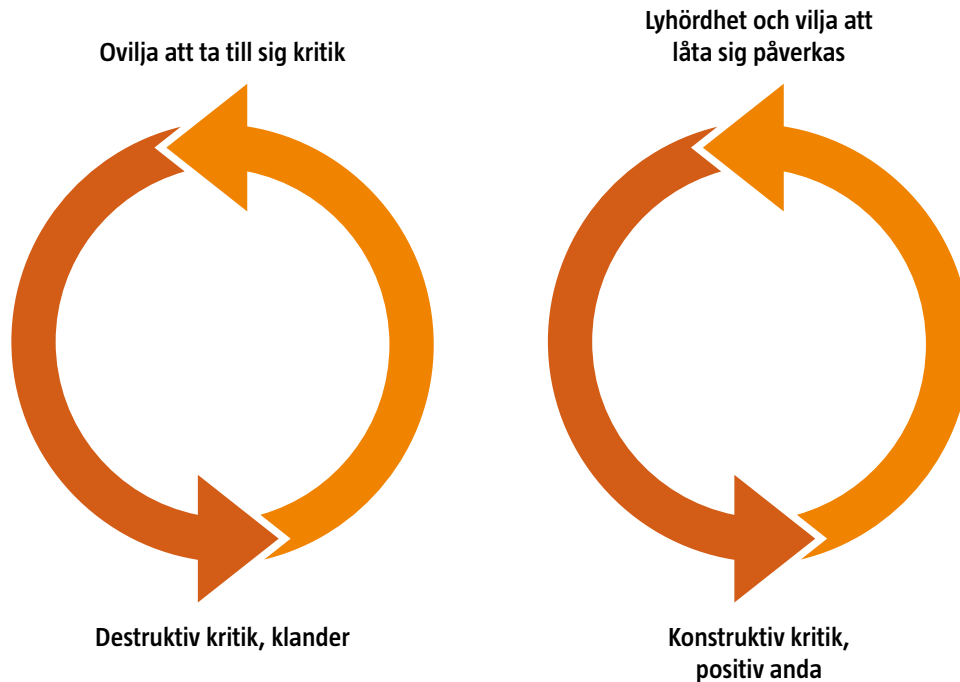 Ovilja att ta till sig kritik
Lyhördhet och vilja att
låta sig påverkas
Destruktiv kritik, klander
Konstruktiv kritik,
positiv anda